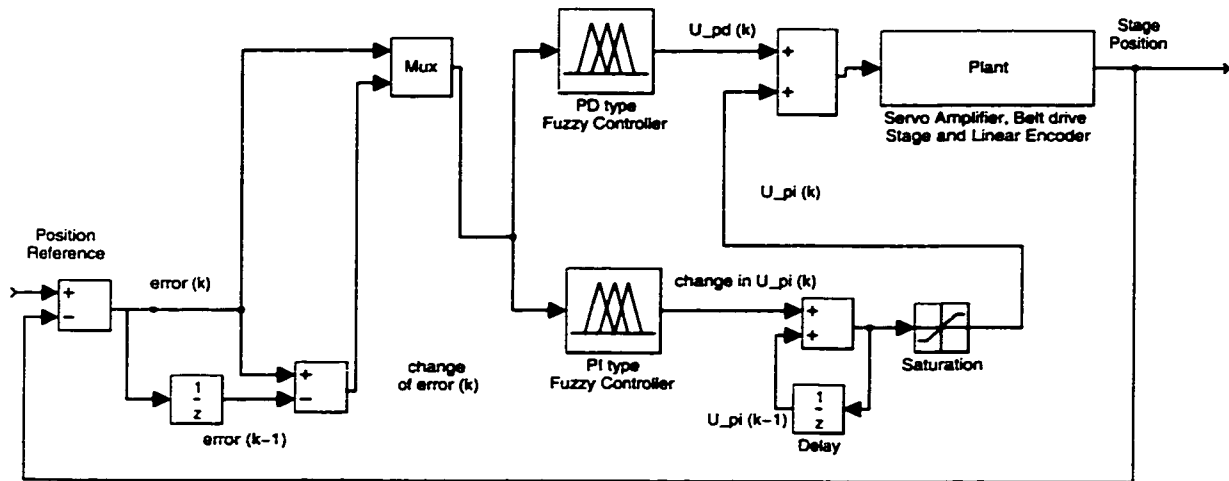 Stage
Position
U_pd (k)
+
+
Mux
Plant
PD type
Fuzzy Controller
Servo Amplifier, Belt drive
Stage and Linear Encoder
U_pi (k)
Position
Reference
error (k)
change in U_pi (k)
+
−
+
+
+
−
change
of error (k)
PI type
Fuzzy Controller
Saturation
1
z
error (k−1)
U_pi (k−1)
1
z
Delay